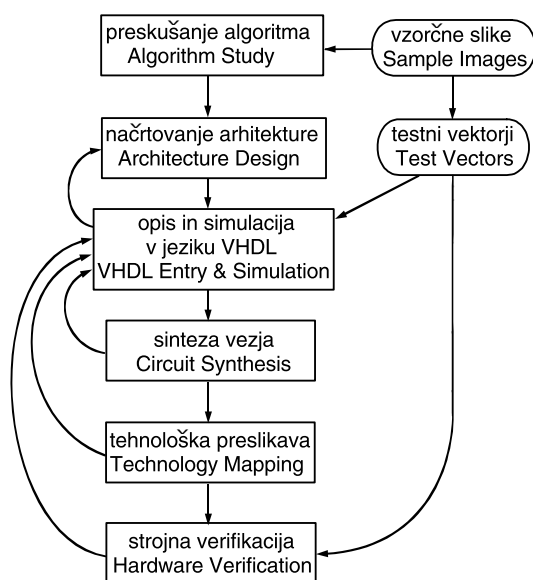 preskušanje algoritma
Algorithm Study
vzorčne slike
Sample Images
načrtovanje arhitekture
Architecture Design
testni vektorji
Test Vectors
opis in simulacija
v jeziku VHDL
VHDL Entry & Simulation
sinteza vezja
Circuit Synthesis
tehnološka preslikava
Technology Mapping
strojna verifikacija
Hardware Verification